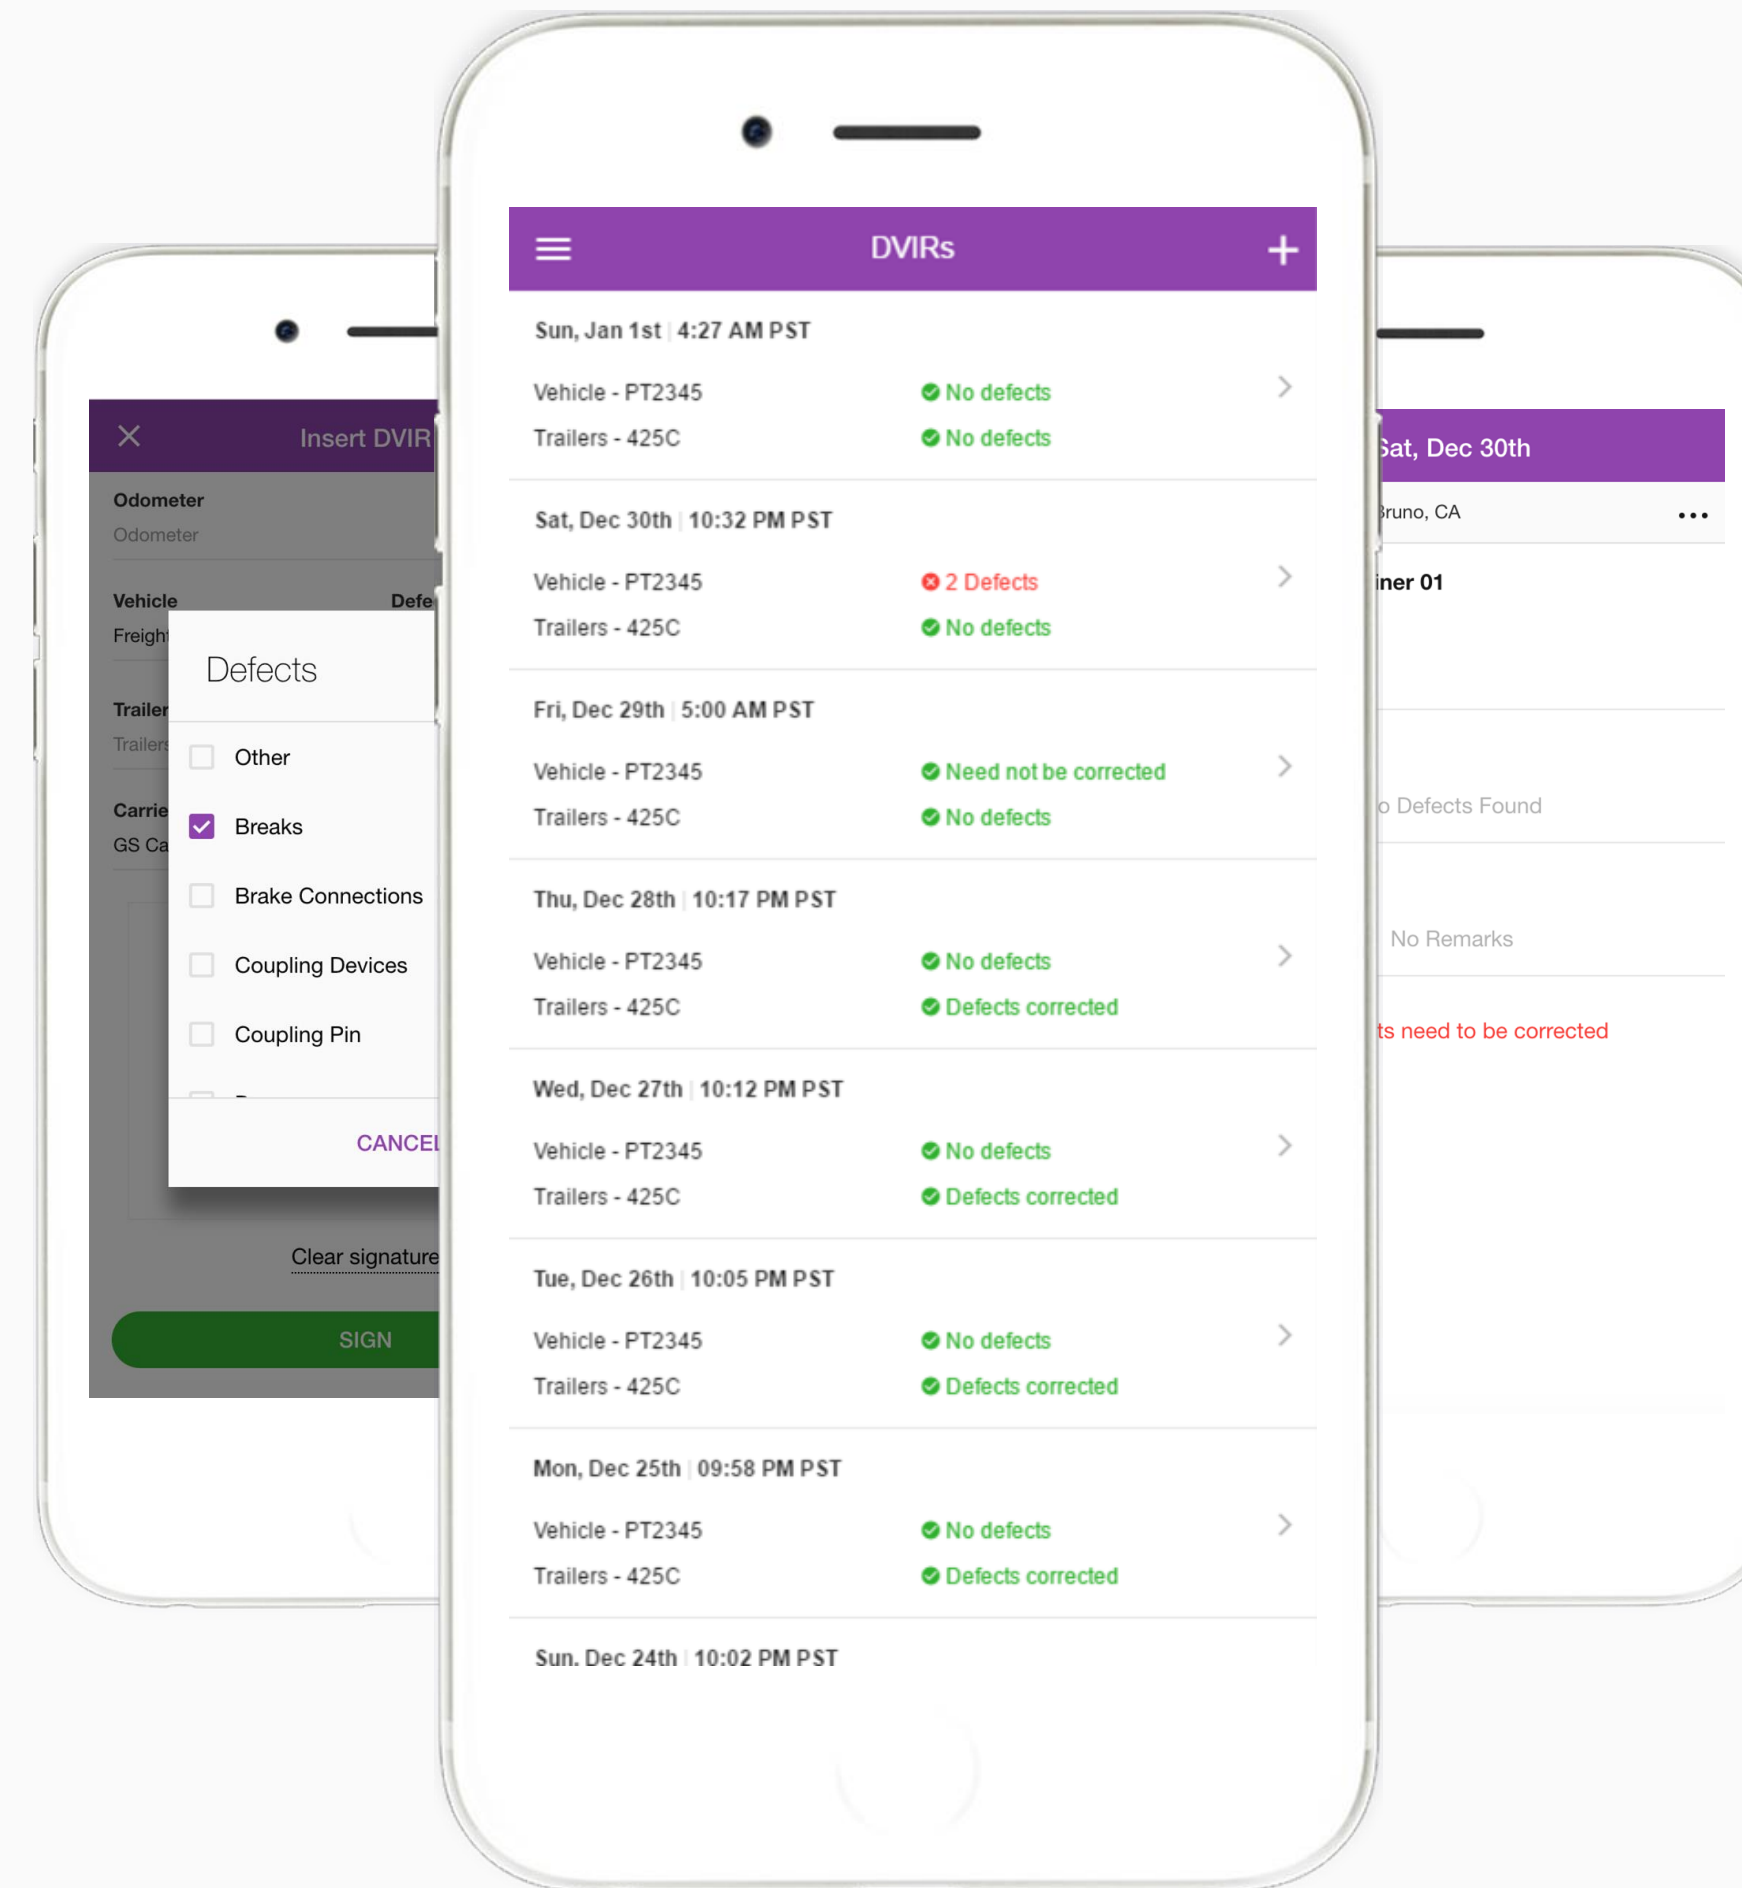 Insert DVIR
Odometer
Odometer
Vehicle Defe
Freight
Trailer
Trailers
Carrie
GS Ca
Defects
Other
Breaks
Brake Connections
Coupling Devices
Coupling Pin
CANCEL
Clear signature
SIGN
DVIRs
Sun, Jan 1st | 4:27 AM PST
Vehicle - PT2345 No defects
Trailers - 425C No defects
Sat, Dec 30th | 10:32 PM PST
Vehicle - PT2345 2 Defects
Trailers - 425C No defects
Fri, Dec 29th | 5:00 AM PST
Vehicle - PT2345 Need not be corrected
Trailers - 425C No defects
Thu, Dec 28th | 10:17 PM PST
Vehicle - PT2345 No defects
Trailers - 425C Defects corrected
Wed, Dec 27th | 10:12 PM PST
Vehicle - PT2345 No defects
Trailers - 425C Defects corrected
Tue, Dec 26th | 10:05 PM PST
Vehicle - PT2345 No defects
Trailers - 425C Defects corrected
Mon, Dec 25th | 09:58 PM PST
Vehicle - PT2345 No defects
Trailers - 425C Defects corrected
Sun, Dec 24th | 10:02 PM PST
Sat, Dec 30th
Bruno, CA
iner 01
o Defects Found
No Remarks
ts need to be corrected